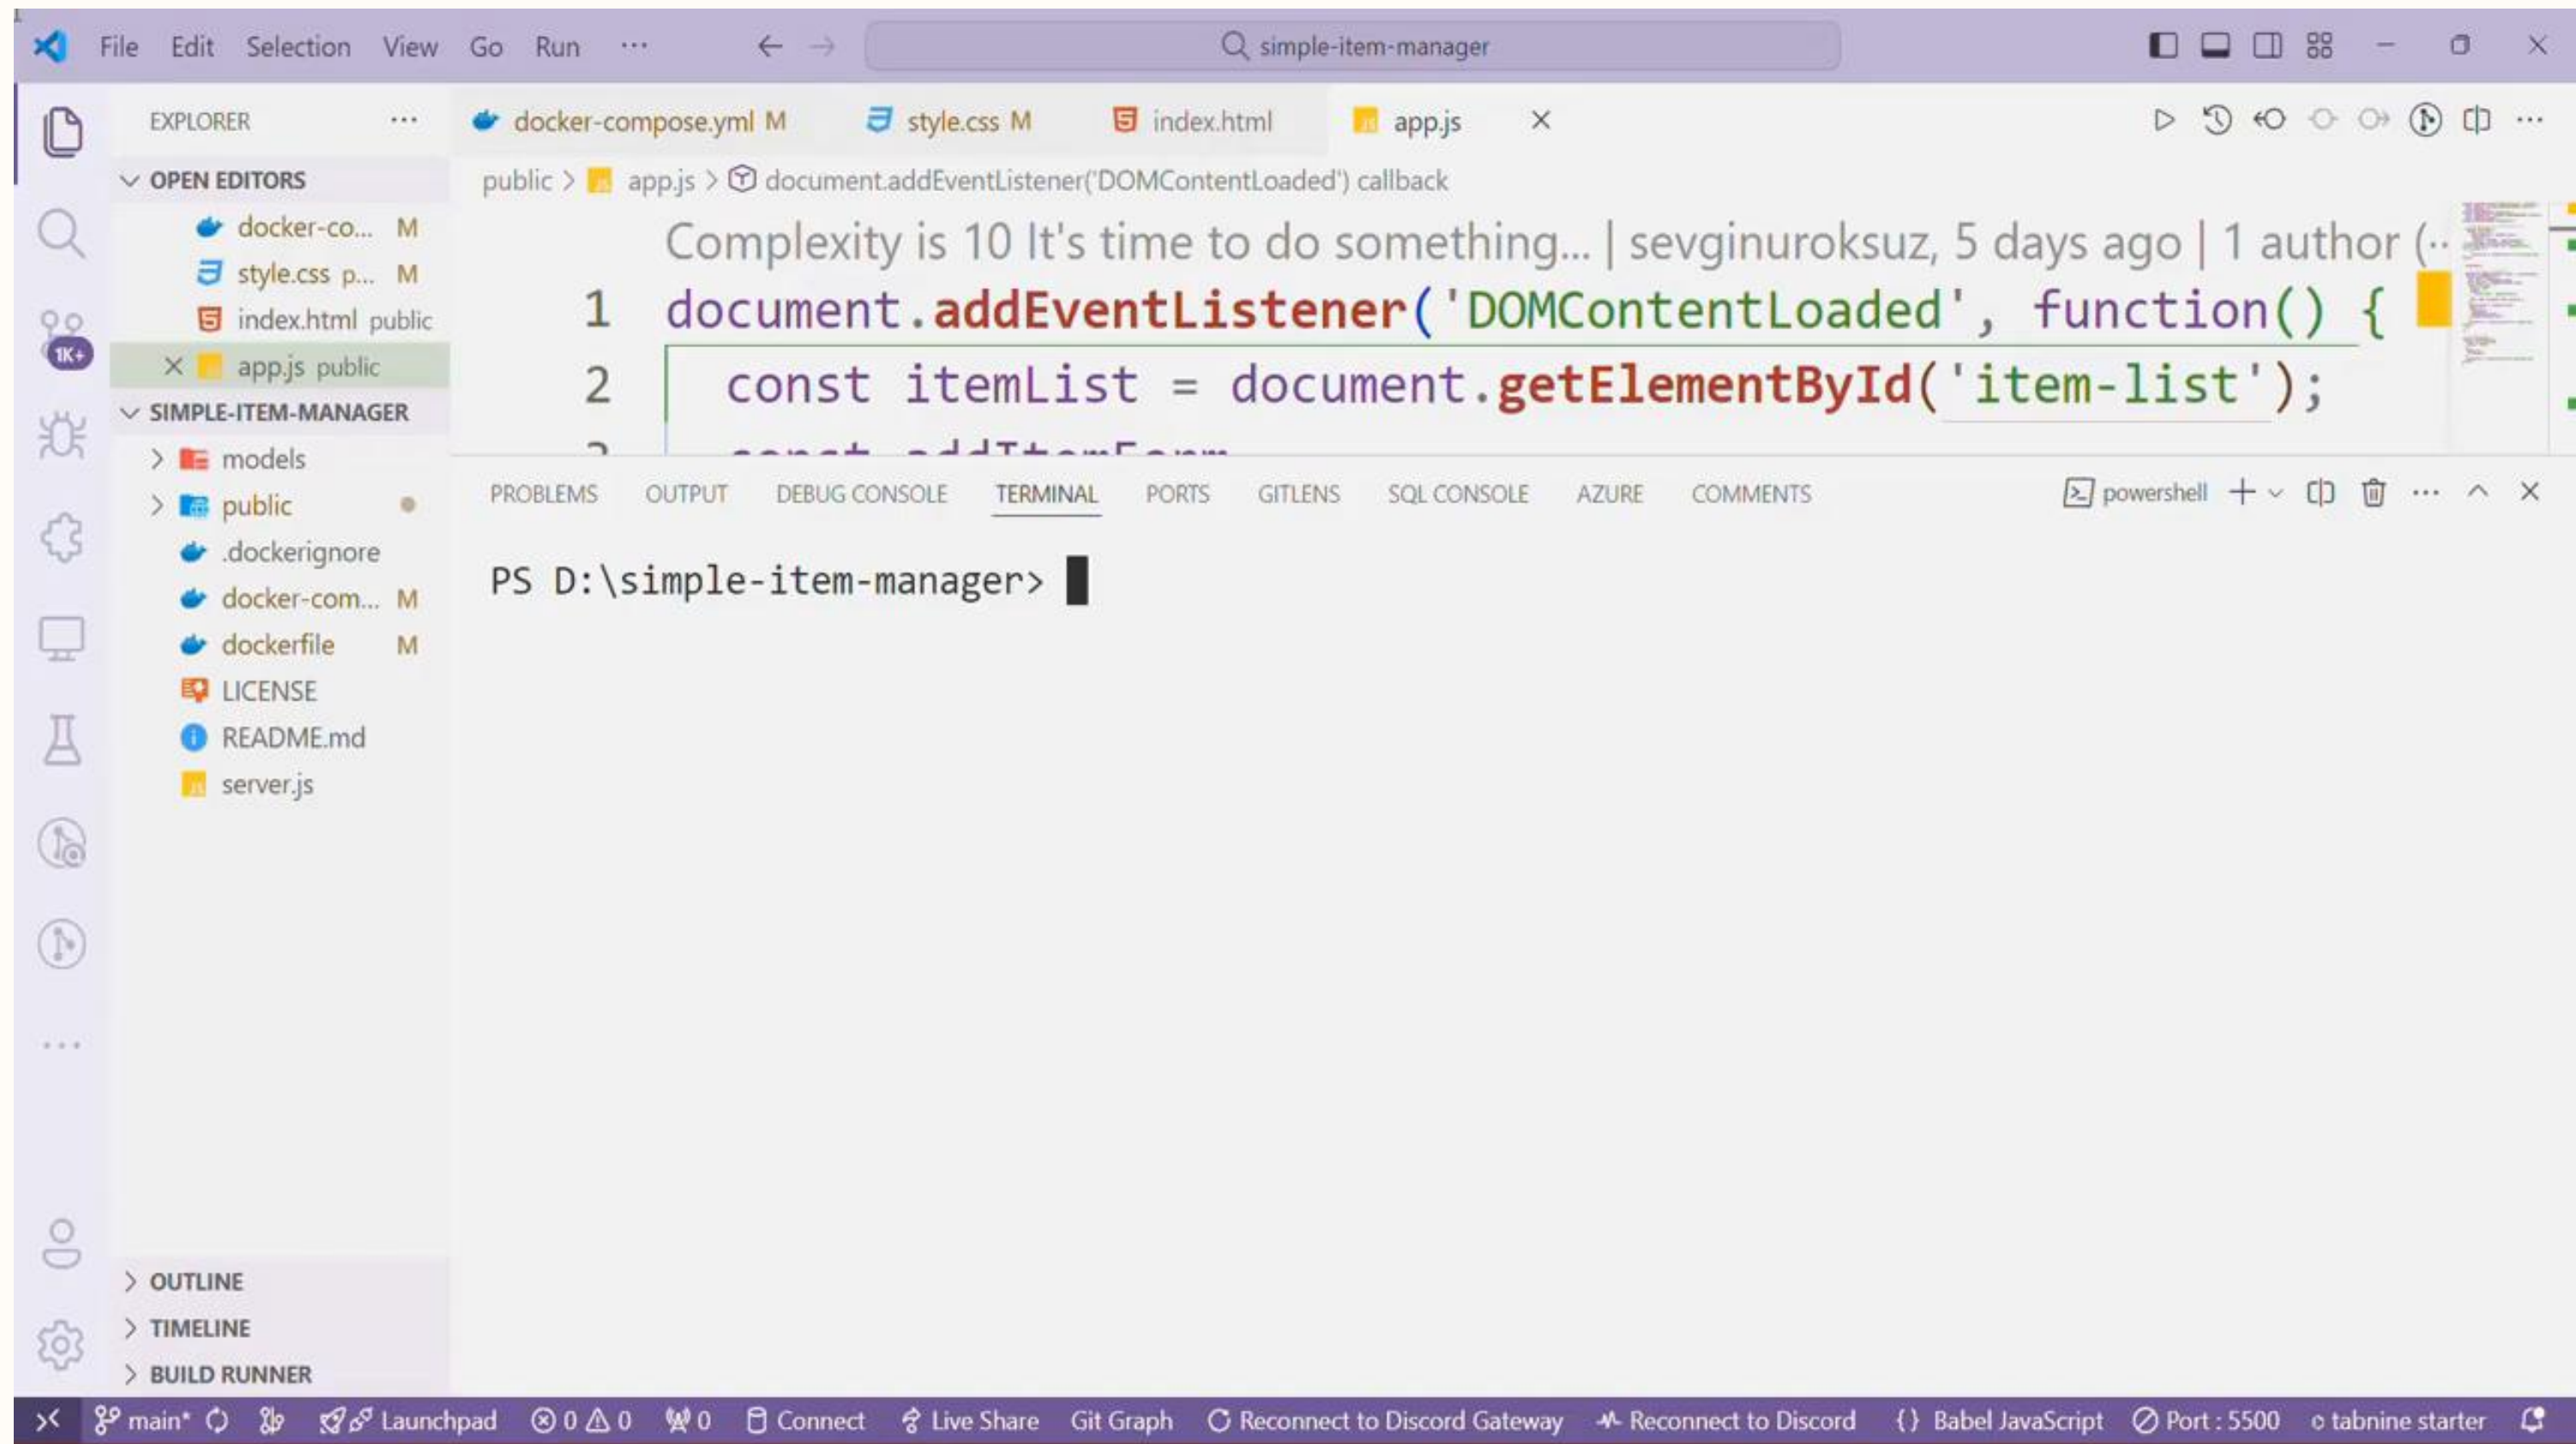 File Edit Selection View Go Run ··· simple-item-manager
EXPLORER ···
docker-compose.yml M style.css M index.html app.js
OPEN EDITORS
public > app.js > document.addEventListener('DOMContentLoaded') callback
docker-co... M
style.css p... M
index.html public
app.js public
Complexity is 10 It's time to do something... | sevginuroksuz, 5 days ago | 1 author (··
1 document.addEventListener('DOMContentLoaded', function() {
2 const itemList = document.getElementById('item-list');
3 const addItemForm
1K+
SIMPLE-ITEM-MANAGER
models
public
.dockerignore
docker-com... M
dockerfile M
LICENSE
README.md
server.js
PROBLEMS OUTPUT DEBUG CONSOLE TERMINAL PORTS GITLENS SQL CONSOLE AZURE COMMENTS powershell
PS D:\simple-item-manager>
OUTLINE
TIMELINE
BUILD RUNNER
main* Launchpad 0 0 0 Connect Live Share Git Graph Reconnect to Discord Gateway Reconnect to Discord {} Babel JavaScript Port : 5500 tabnine starter